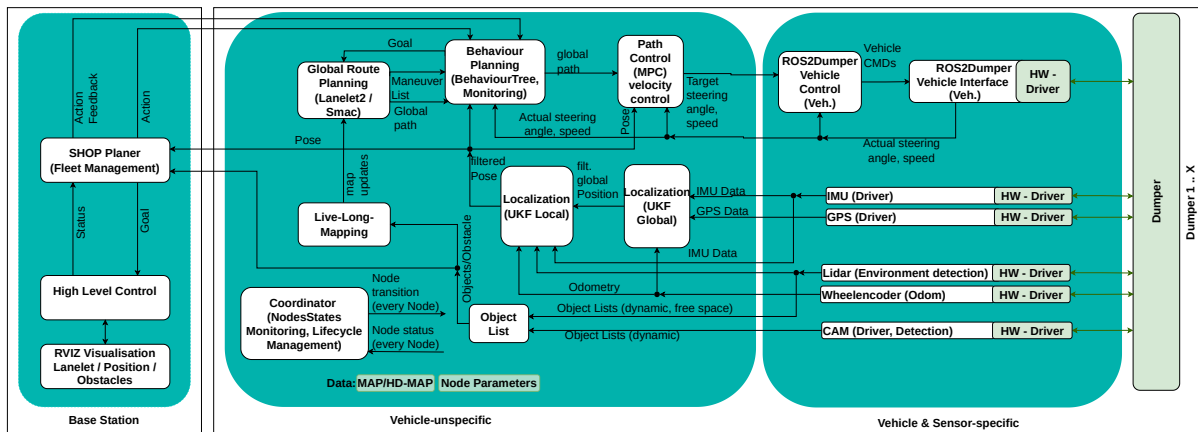 Action
Feedback
Action
SHOP Planer
(Fleet Management)
Status
Goal
High Level Control
RVIZ Visualisation
Lanelet / Position /
Obstacles
Base Station
Goal
Global Route
Planning
(Lanelet2 /
Smac)
Maneuver
List
Global
path
Behaviour
Planning
(BehaviourTree,
Monitoring)
global
path
Path
Control
(MPC)
velocity
control
Target
steering
angle,
speed
Actual steering
angle, speed
Pose
Pose
map
updates
filtered
Pose
filt.
global
Position
Live-Long-
Mapping
Localization
(UKF Local)
Localization
(UKF
Global)
IMU Data
GPS Data
IMU Data
Objects/Obstacle
Odometry
Coordinator
(NodesStates
Monitoring, Lifecycle
Management)
Node
transition
(every Node)
Node status
(every Node)
Object
List
Object Lists (dynamic, free space)
Object Lists (dynamic)
Data:
MAP/HD-MAP
Node Parameters
Vehicle-unspecific
ROS2Dumper
Vehicle
Control
(Veh.)
Vehicle
CMDs
ROS2Dumper
Vehicle Interface
(Veh.)
HW -
Driver
Actual steering
angle, speed
IMU (Driver)
HW - Driver
GPS (Driver)
HW - Driver
Lidar (Environment detection)
HW - Driver
Wheelencoder (Odom)
HW - Driver
CAM (Driver, Detection)
HW - Driver
Vehicle & Sensor-specific
Dumper
Dumper 1 .. X